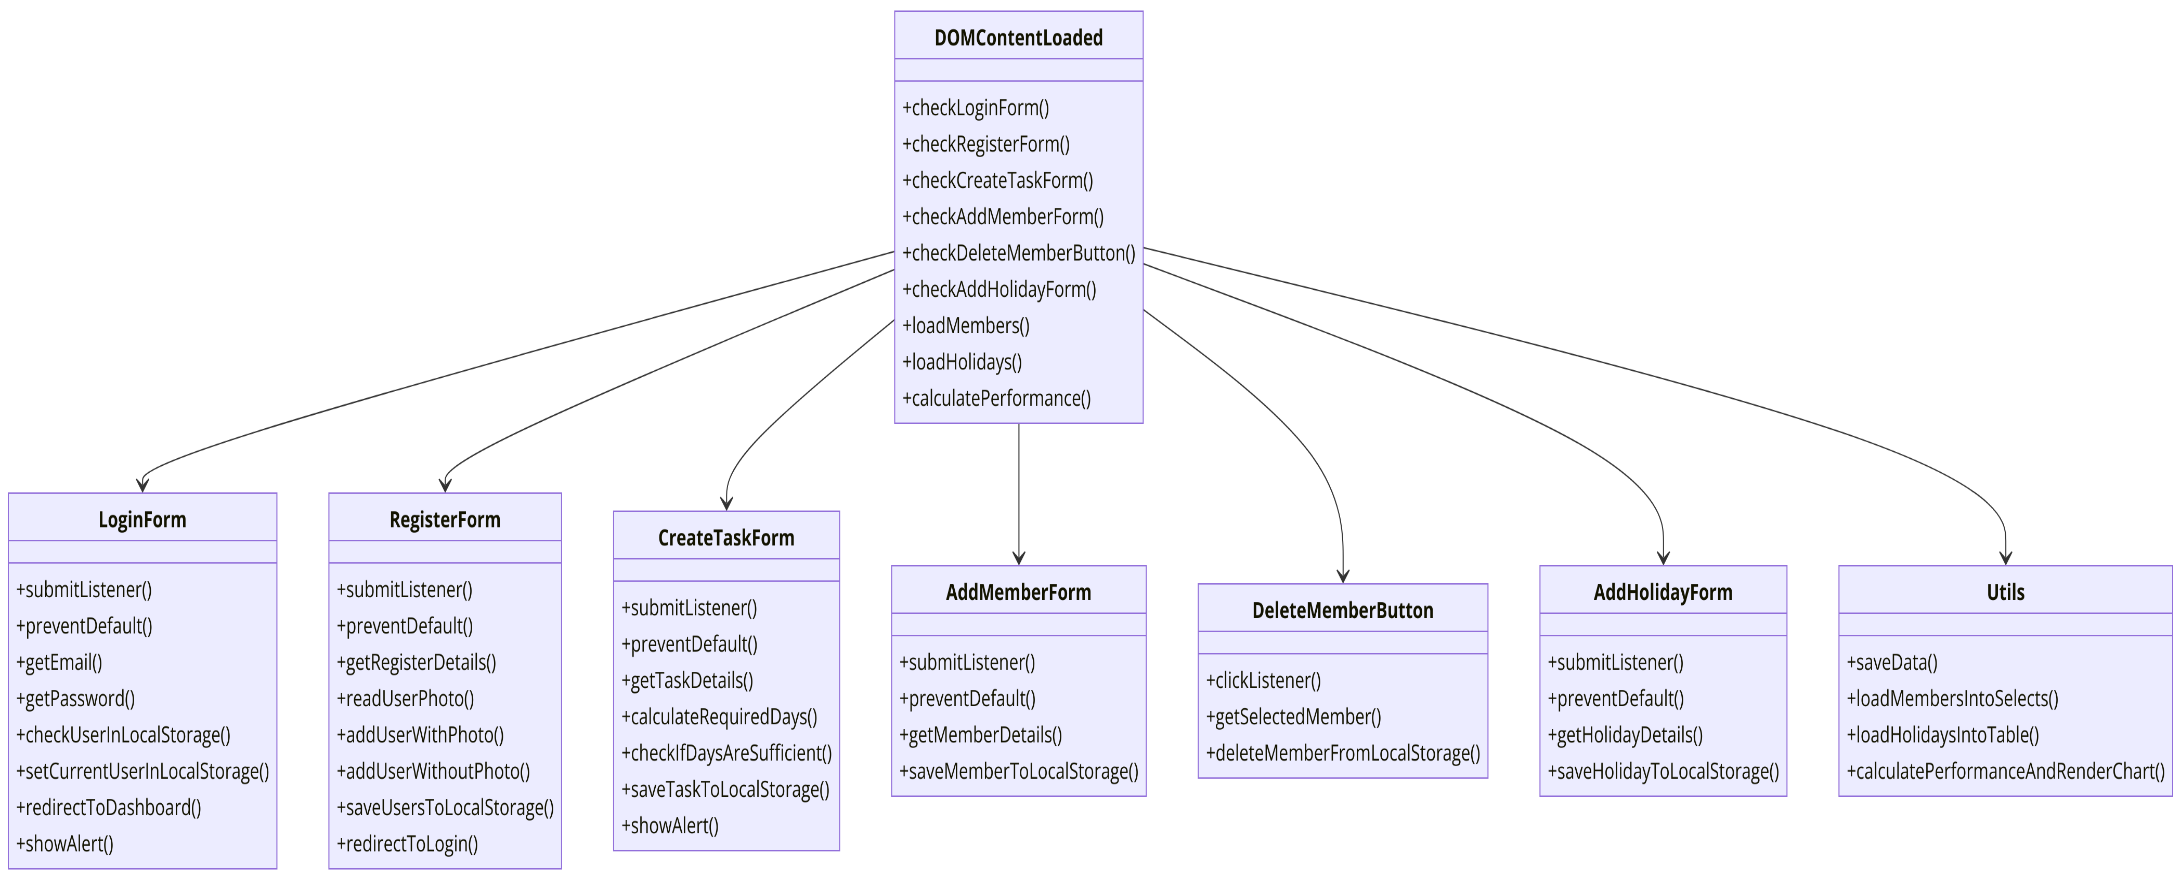 DOMContentLoaded
+checkLoginForm()
+checkRegisterForm()
+checkCreateTaskForm()
+checkAddMemberForm()
+checkDeleteMemberButton()
+checkAddHolidayForm()
+loadMembers()
+loadHolidays()
+calculatePerformance()
LoginForm
+submitListener()
+preventDefault()
+getEmail()
+getPassword()
+checkUserInLocalStorage()
+setCurrentUserInLocalStorage()
+redirectToDashboard()
+showAlert()
RegisterForm
+submitListener()
+preventDefault()
+getRegisterDetails()
+readUserPhoto()
+addUserWithPhoto()
+addUserWithoutPhoto()
+saveUsersToLocalStorage()
+redirectToLogin()
CreateTaskForm
+submitListener()
+preventDefault()
+getTaskDetails()
+calculateRequiredDays()
+checkIfDaysAreSufficient()
+saveTaskToLocalStorage()
+showAlert()
AddMemberForm
+submitListener()
+preventDefault()
+getMemberDetails()
+saveMemberToLocalStorage()
DeleteMemberButton
+clickListener()
+getSelectedMember()
+deleteMemberFromLocalStorage()
AddHolidayForm
+submitListener()
+preventDefault()
+getHolidayDetails()
+saveHolidayToLocalStorage()
Utils
+saveData()
+loadMembersIntoSelects()
+loadHolidaysIntoTable()
+calculatePerformanceAndRenderChart()